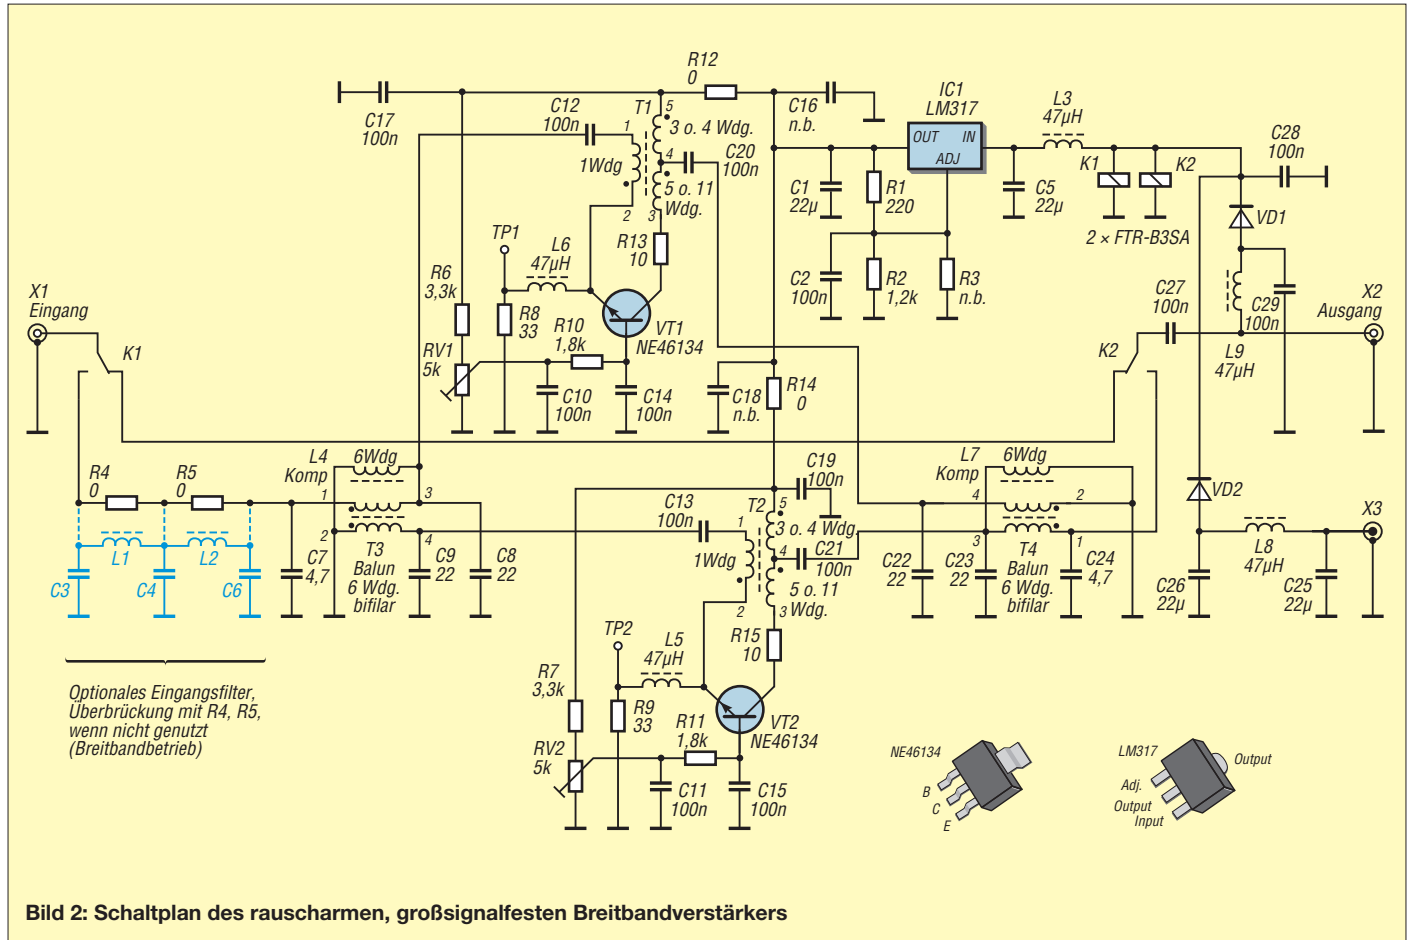 R12
0
C17
100n
C12
100n
T1
5
3 o. 4 Wdg.
1
4
1Wdg
C20
100n
5 o. 11
Wdg.
2
3
C16
n.b.
IC1
LM317
OUT
IN
ADJ
L3
47µH
C28
100n
K1
K2
C1
22µ
R1
220
C5
22µ
2 × FTR-B3SA
VD1
TP1
L6
47µH
R13
10
R6
3,3k
R8
33
R10
1,8k
VT1
NE46134
C2
100n
R2
1,2k
R3
n.b.
C27
100n
C29
100n
X2
Ausgang
X1
Eingang
K1
RV1
5k
C10
100n
C14
100n
C18
n.b.
R14
0
K2
L9
47µH
R4
0
R5
0
L4
Komp
6Wdg
1
3
2
4
C19
100n
L7
Komp
6Wdg
4
2
3
1
VD2
X3
C13
100n
T2
5
3 o. 4 Wdg.
1
4
1Wdg
C21
100n
5 o. 11
Wdg.
2
3
L1
L2
C3
C4
C6
C7
4,7
T3
Balun
6 Wdg.
bifilar
C9
22
C8
22
C22
22
C23
22
T4
Balun
6 Wdg.
bifilar
C24
4,7
C26
22µ
L8
47µH
C25
22µ
Optionales Eingangsfilter,
Überbrückung mit R4, R5,
wenn nicht genutzt
(Breitbandbetrieb)
TP2
L5
47µH
R15
10
R7
3,3k
R9
33
R11
1,8k
VT2
NE46134
RV2
5k
C11
100n
C15
100n
NE46134
B
C
E
LM317
Output
Adj.
Output
Input
Bild 2: Schaltplan des rauscharmen, großsignalfesten Breitbandverstärkers